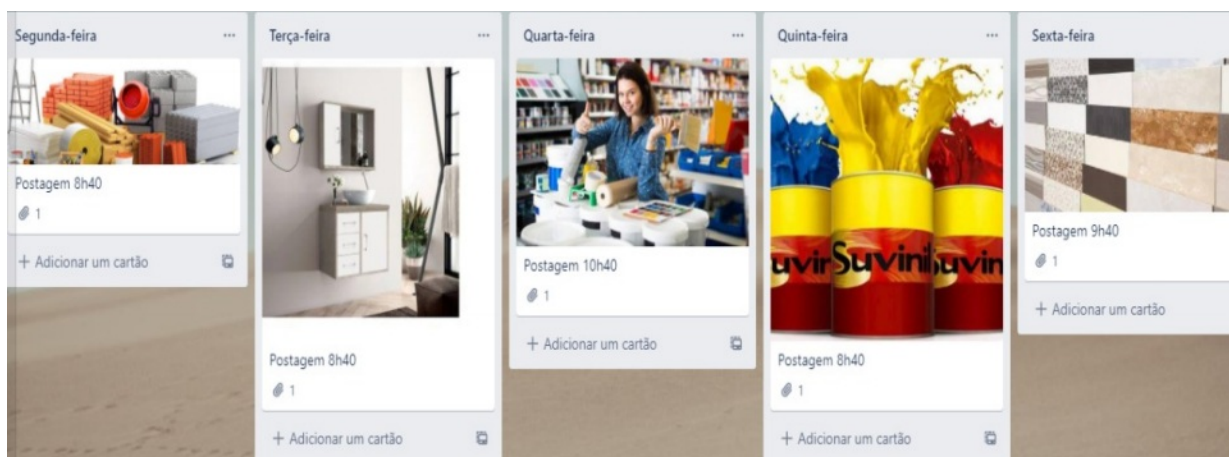 Segunda-feira
Postagem 8h40
1
+ Adicionar um cartão
Terça-feira
Postagem 8h40
1
+ Adicionar um cartão
Quarta-feira
Postagem 10h40
1
+ Adicionar um cartão
Quinta-feira
uvin Suvinil uvin
Postagem 8h40
1
+ Adicionar um cartão
Sexta-feira
Postagem 9h40
1
+ Adicionar um cartão